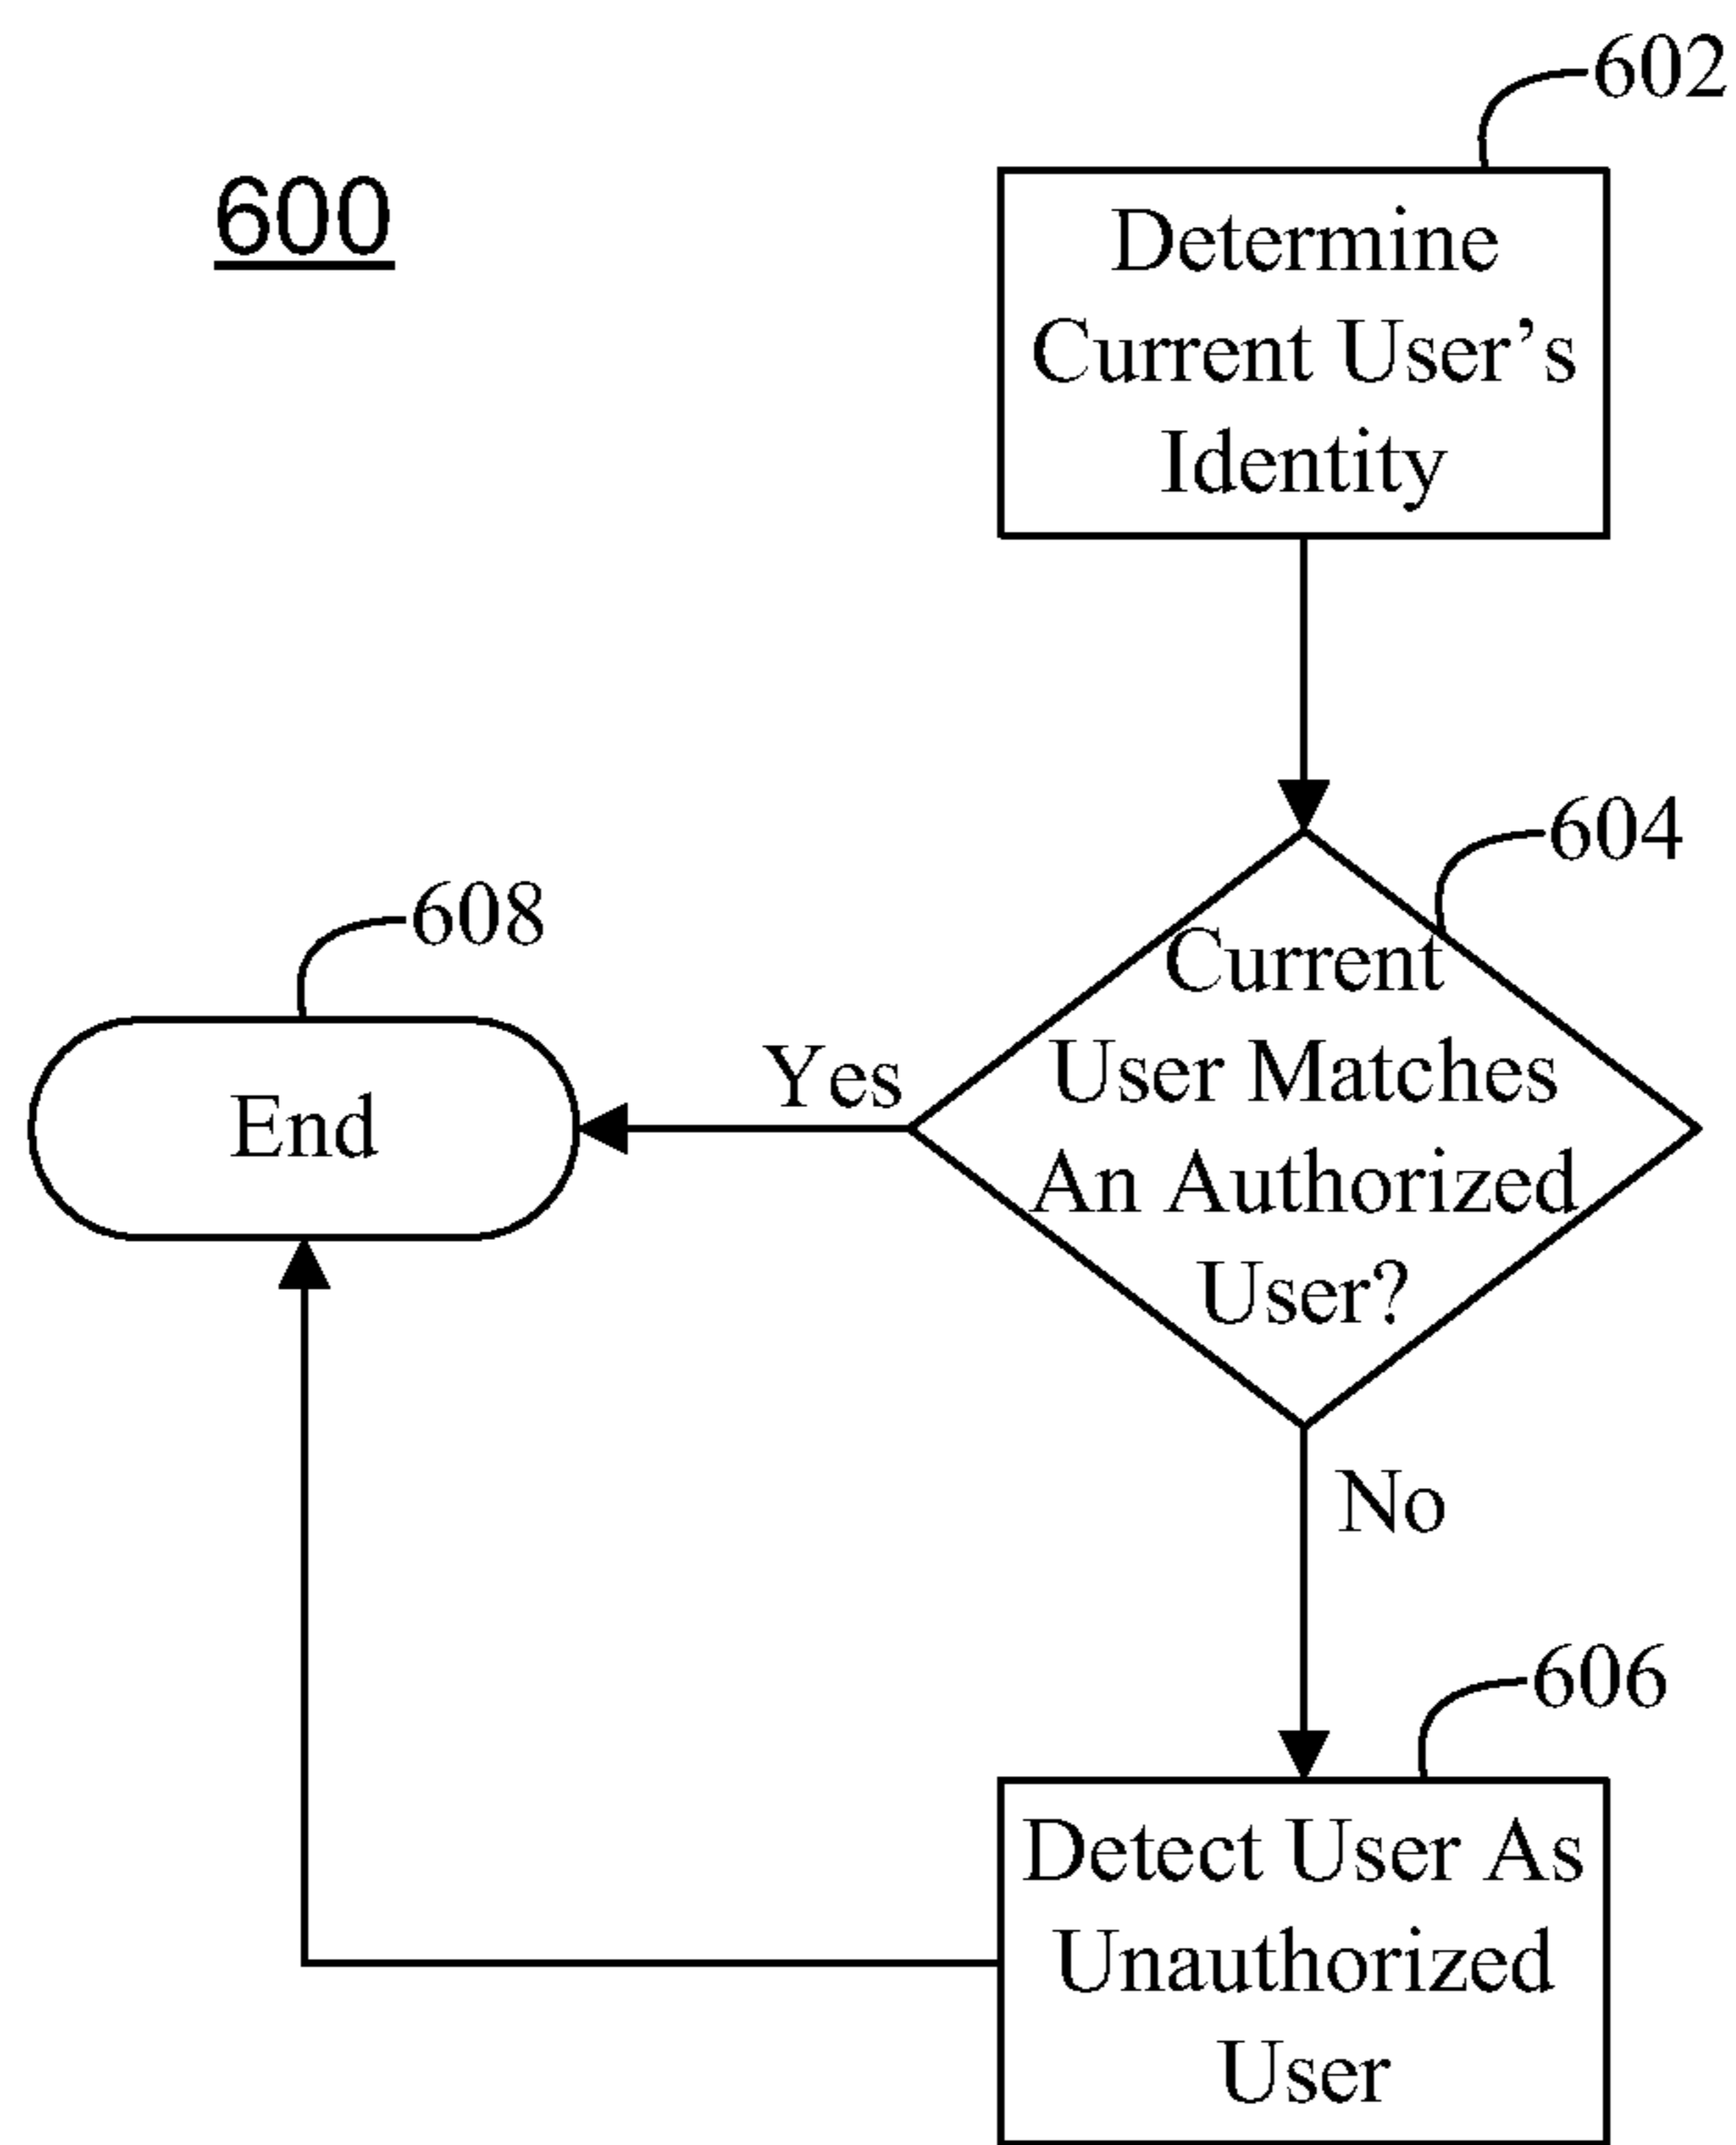 602
600
Determine
Current User’s
Identity
604
608
Current
User Matches
An Authorized
User?
Yes
End
No
606
Detect User As
Unauthorized
User